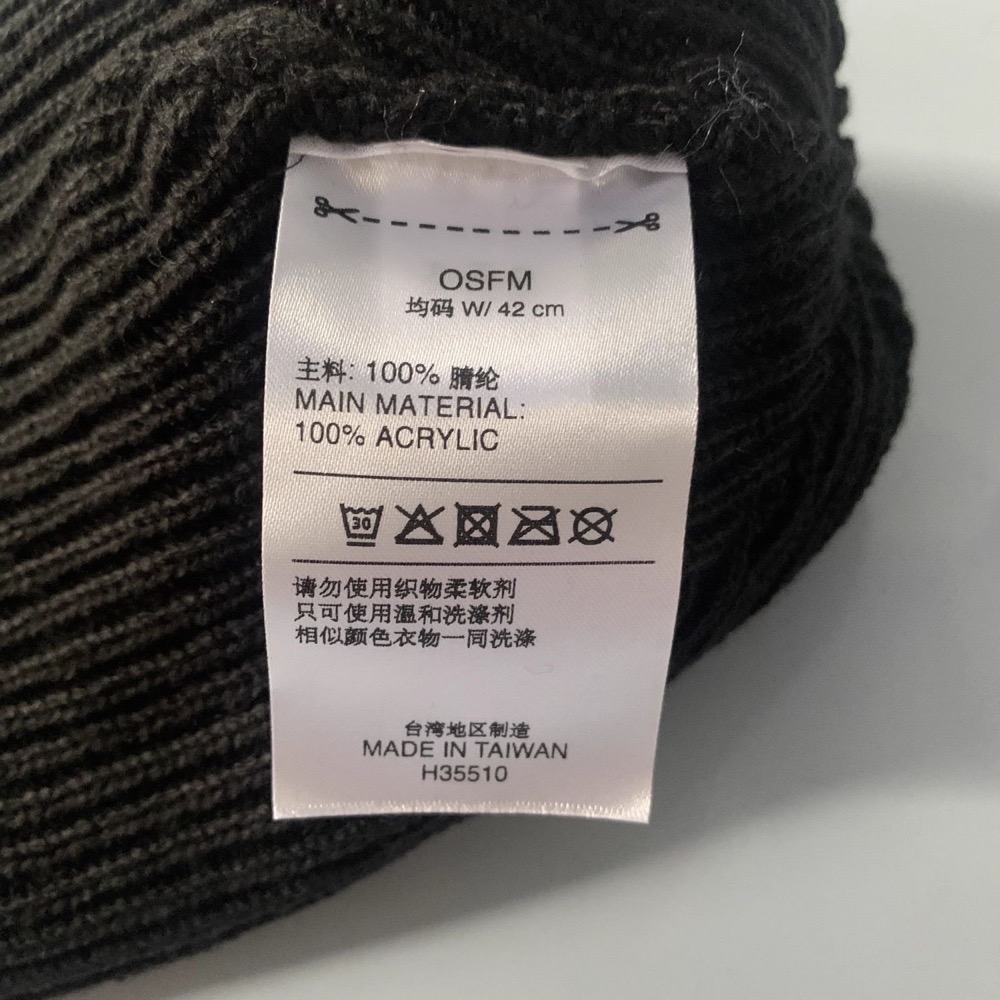 OSFM
均码 W/ 42 cm
主料: 100% 腈纶
MAIN MATERIAL:
100% ACRYLIC
30
请勿使用织物柔软剂
只可使用温和洗涤剂
相似颜色衣物一同洗涤
台湾地区制造
MADE IN TAIWAN
H35510